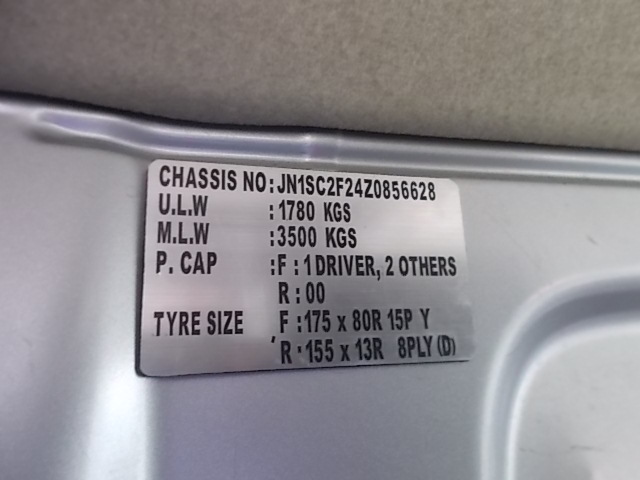 CHASSIS NO: JN1SC2F24Z0856628
U.L.W : 1780 KGS
M.L.W : 3500 KGS
P. CAP : F : 1 DRIVER, 2 OTHERS
R : 00
TYRE SIZE F : 175 x 80R 15P Y
R : 155 x 13R 8PLY (D)